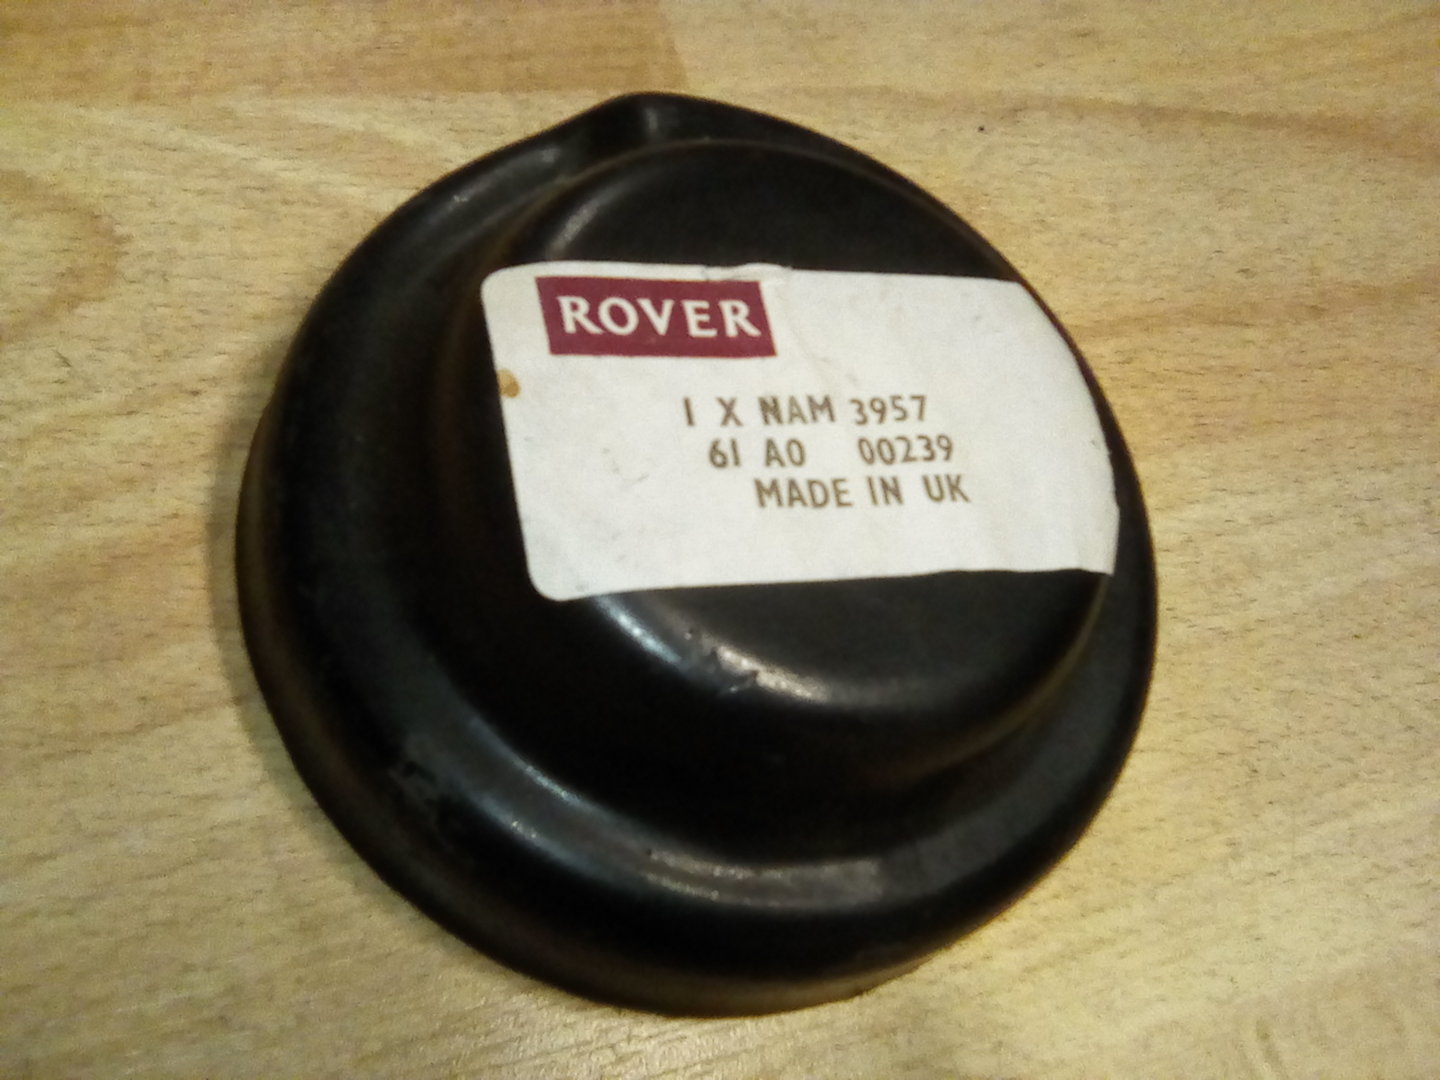 ROVER
1 X NAM 3957
61 A0 00239
MADE IN UK